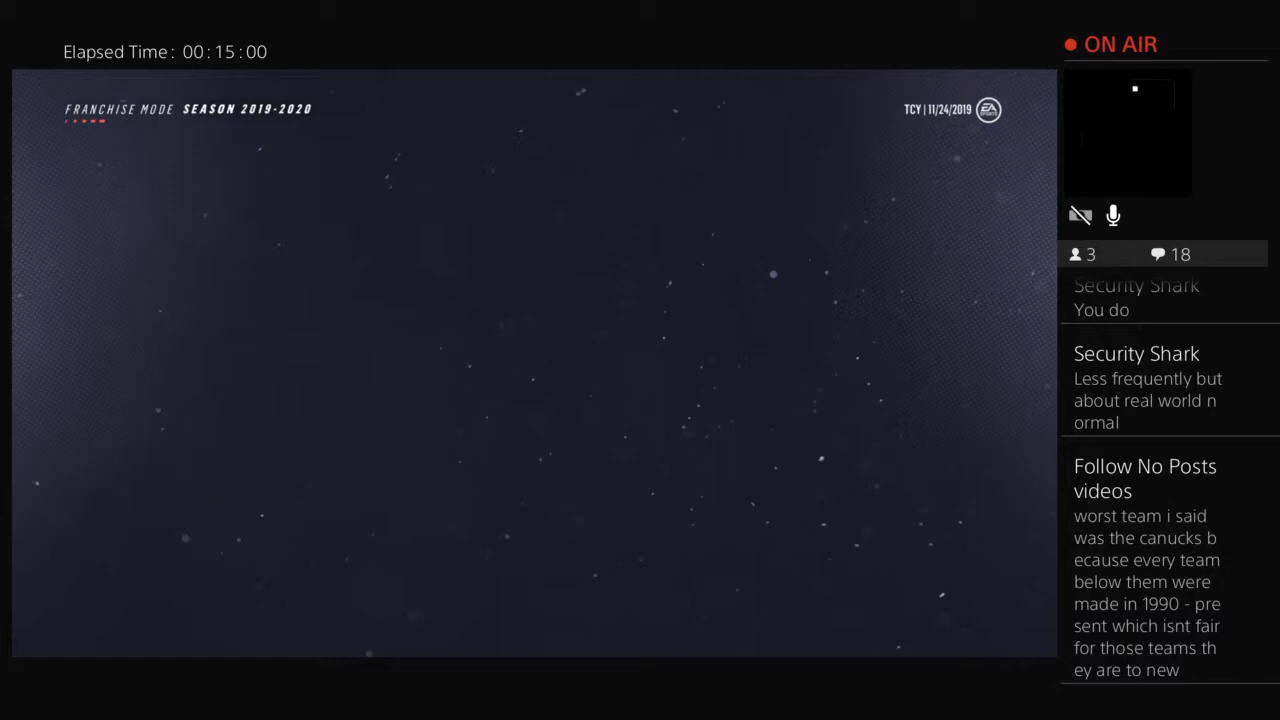 Elapsed Time: 00:15:00
ON AIR
FRANCHISE MODE SEASON 2019-2020
TCY | 11/24/2019
EA
SPORTS
3
18
Security Shark
You do
Security Shark
Less frequently but
about real world n
ormal
Follow No Posts
videos
worst team i said
was the canucks b
ecause every team
below them were
made in 1990 - pre
sent which isnt fair
for those teams th
ey are to new